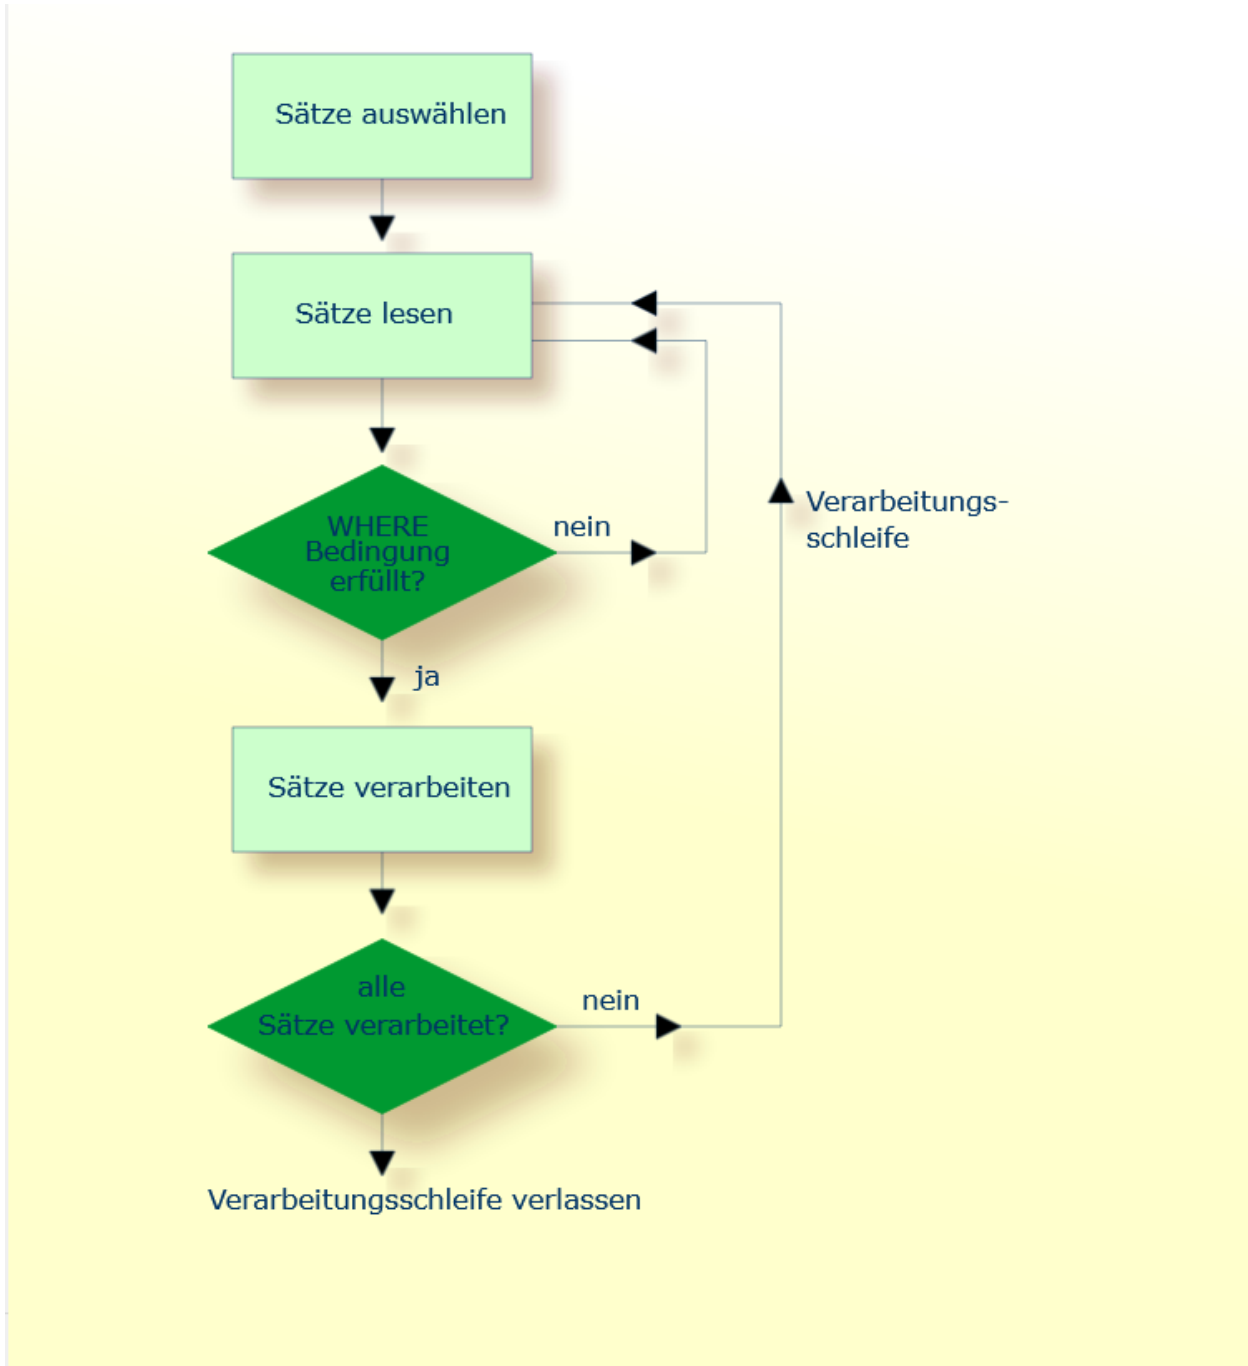 Sätze auswählen
Sätze lesen
WHERE
Bedingung
erfüllt?
nein
Verarbeitungs-
schleife
ja
Sätze verarbeiten
alle
Sätze verarbeitet?
nein
Verarbeitungsschleife verlassen